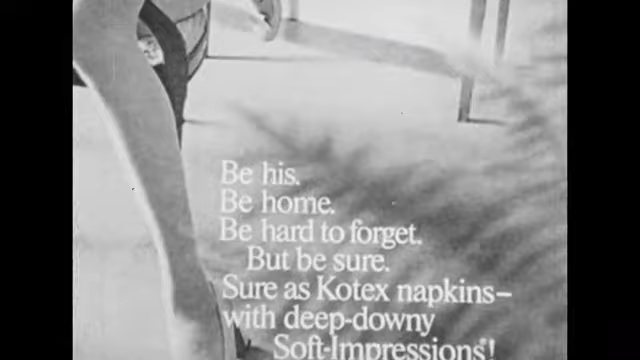 Be his.
Be home.
Be hard to forget.
But be sure.
Sure as Kotex napkins–
with deep-downy
Soft-Impressions!